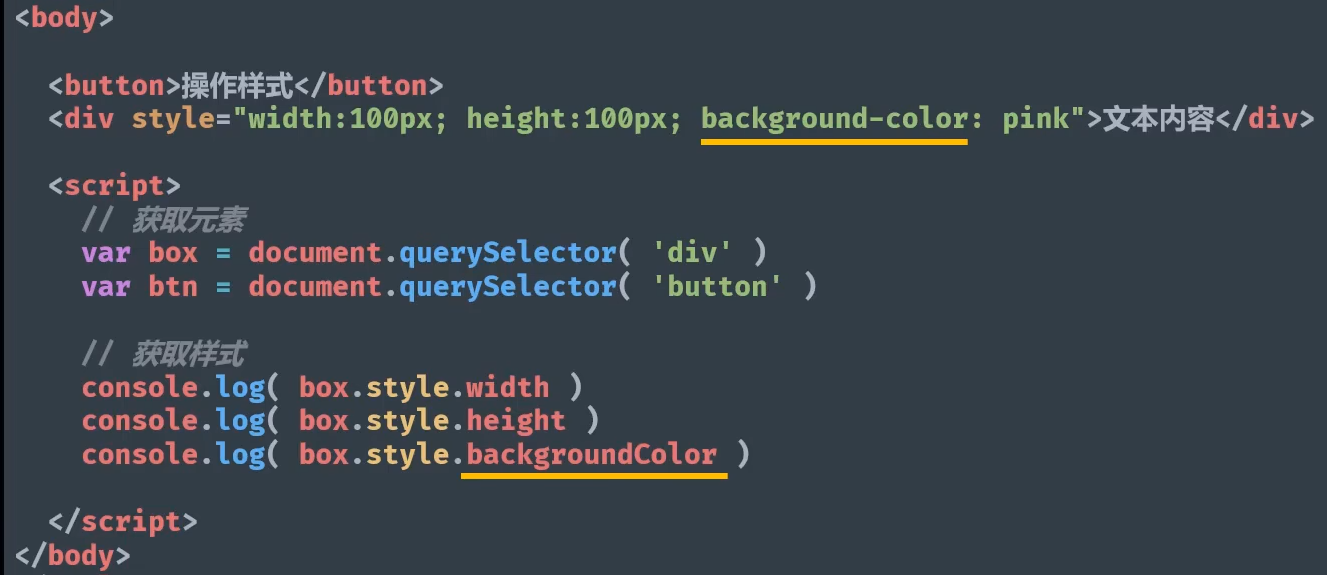 <body>
<button>操作样式</button>
<div style="width:100px; height:100px; background-color: pink">文本内容</div>
<script>
// 获取元素
var box = document.querySelector( 'div' )
var btn = document.querySelector( 'button' )
// 获取样式
console.log( box.style.width )
console.log( box.style.height )
console.log( box.style.backgroundColor )
</script>
</body>